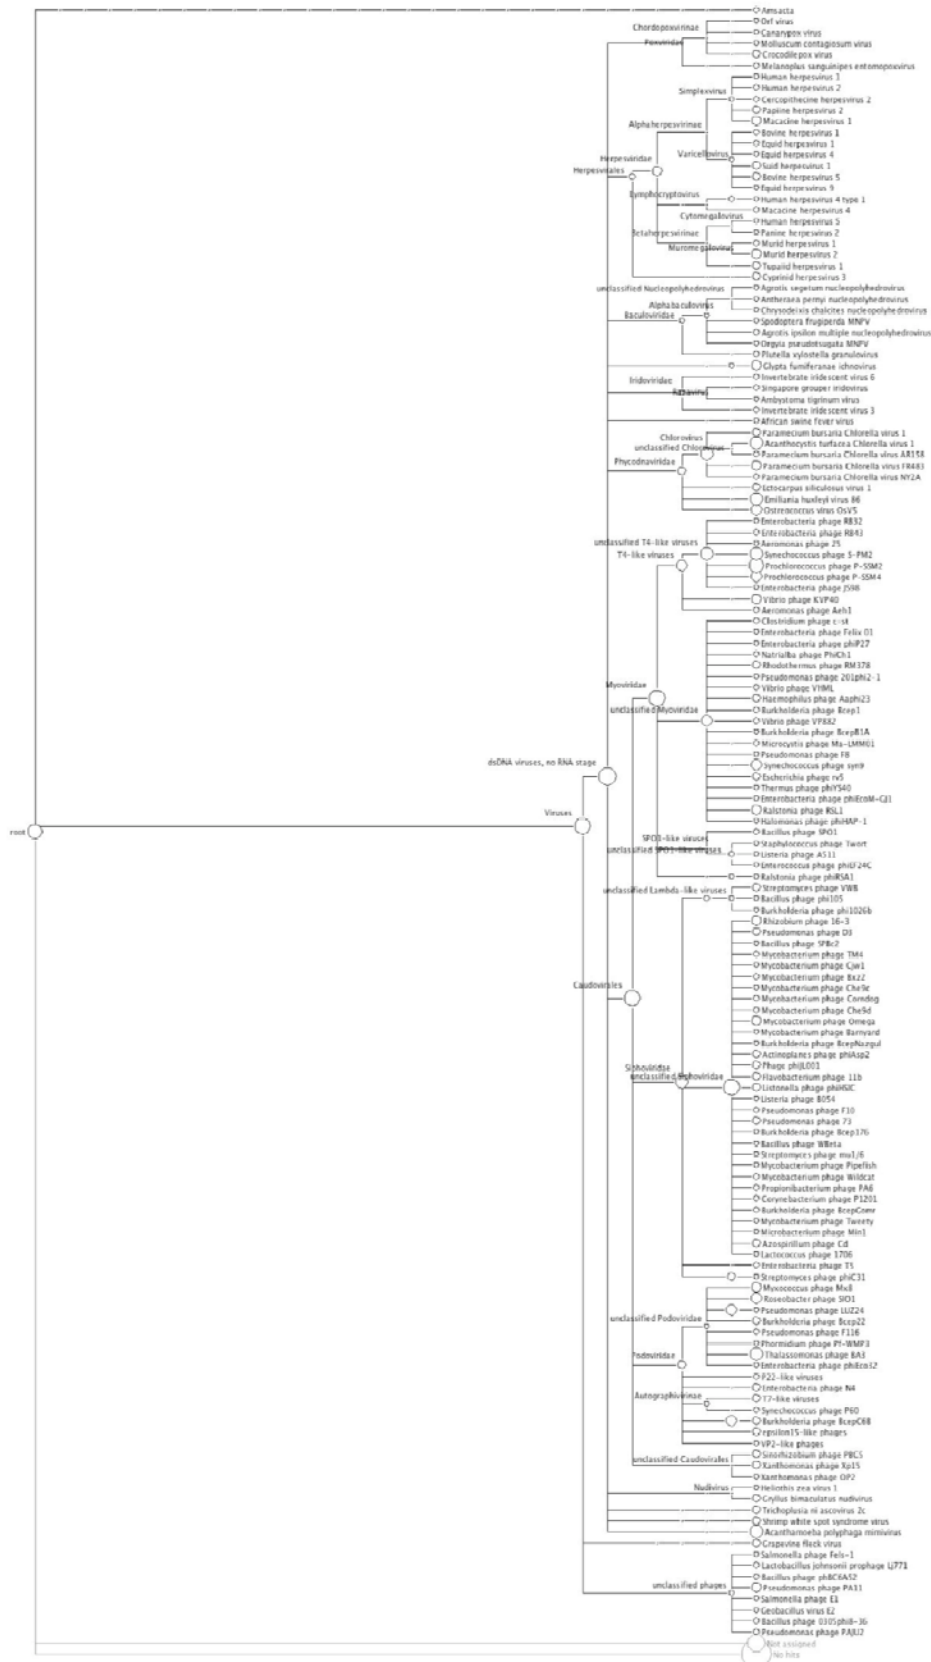 Amsacta
Orf virus
Chordopoxvirinae
Canarypox virus
Poxviridae
Molluscum contagiosum virus
Crocodilepox virus
Melanoplus sanguinipes entomopoxvirus
Human herpesvirus 1
Human herpesvirus 2
Simplexvirus
Cercopithecine herpesvirus 2
Papiine herpesvirus 2
Macacine herpesvirus 1
Alphaherpesvirinae
Bovine herpesvirus 1
Equid herpesvirus 1
Varicellovirus
Equid herpesvirus 4
Herpesviridae
Suid herpesvirus 1
Herpesvirales
Bovine herpesvirus 5
Equid herpesvirus 9
Lymphocryptovirus
Human herpesvirus 4 type 1
Macacine herpesvirus 4
Cytomegalovirus
Human herpesvirus 5
Betaherpesvirinae
Panine herpesvirus 2
Muromegalovirus
Murid herpesvirus 1
Murid herpesvirus 2
Tupaiid herpesvirus 1
Cyprinid herpesvirus 3
unclassified Nucleopolyhedrovirus
Agrotis segetum nucleopolyhedrovirus
Antheraea pernyi nucleopolyhedrovirus
Alphabaculovirus
Chrysodeixis chalcites nucleopolyhedrovirus
Baculoviridae
Spodoptera frugiperda MNPV
Agrotis ipsilon multiple nucleopolyhedrovirus
Orgyia pseudotsugata MNPV
Plutella xylostella granulovirus
Glypta fumiferanae ichnovirus
Invertebrate iridescent virus 6
Iridoviridae
Singapore grouper iridovirus
Ranavirus
Ambystoma tigrinum virus
Invertebrate iridescent virus 3
African swine fever virus
Paramecium bursaria Chlorella virus 1
Chlorovirus
Acanthocystis turfacea Chlorella virus 1
unclassified Chlorovirus
Paramecium bursaria Chlorella virus AR158
Phycodnaviridae
Paramecium bursaria Chlorella virus FR483
Paramecium bursaria Chlorella virus NY2A
Ectocarpus siliculosus virus 1
Emiliania huxleyi virus 86
Ostreococcus virus OsV5
Enterobacteria phage RB32
Enterobacteria phage RB43
unclassified T4-like viruses
Aeromonas phage 25
T4-like viruses
Synechococcus phage S-PM2
Prochlorococcus phage P-SSM2
Prochlorococcus phage P-SSM4
Enterobacteria phage JS98
Vibrio phage KVP40
Aeromonas phage Aeh1
Clostridium phage c-st
Enterobacteria phage Felix 01
Enterobacteria phage phiP27
Natrialba phage PhiCh1
Rhodothermus phage RM378
Pseudomonas phage 201phi2-1
Myoviridae
Vibrio phage VHML
Haemophilus phage Aaphi23
unclassified Myoviridae
Burkholderia phage Bcep1
Vibrio phage VP882
Burkholderia phage BcepB1A
Microcystis phage Ma-LMM01
Pseudomonas phage F8
dsDNA viruses, no RNA stage
Synechococcus phage syn9
Escherichia phage rv5
Thermus phage phiYS40
Enterobacteria phage phiEcoM-GJ1
Viruses
Ralstonia phage RSL1
Halomonas phage phiHAP-1
root
Bacillus phage SPO1
SPO1-like viruses
Staphylococcus phage Twort
unclassified SPO1-like viruses
Listeria phage A511
Enterococcus phage phiEF24C
Ralstonia phage phiRSA1
unclassified Lambda-like viruses
Streptomyces phage VWB
Bacillus phage phi105
Burkholderia phage phi1026b
Rhizobium phage 16-3
Pseudomonas phage D3
Bacillus phage SPBc2
Mycobacterium phage TM4
Mycobacterium phage Cjw1
Mycobacterium phage Bxz2
Caudovirales
Mycobacterium phage Che9c
Mycobacterium phage Corndog
Mycobacterium phage Che9d
Mycobacterium phage Omega
Mycobacterium phage Barnyard
Burkholderia phage BcepNazgul
Actinoplanes phage phiAsp2
Phage phiJL001
Siphoviridae
unclassified Siphoviridae
Flavobacterium phage 11b
Listonella phage phiHSIC
Listeria phage B054
Pseudomonas phage F10
Pseudomonas phage 73
Burkholderia phage Bcep176
Bacillus phage WBeta
Streptomyces phage mu1/6
Mycobacterium phage Pipefish
Mycobacterium phage Wildcat
Propionibacterium phage PA6
Corynebacterium phage P1201
Burkholderia phage BcepGomr
Mycobacterium phage Tweety
Microbacterium phage Min1
Azospirillum phage Cd
Lactococcus phage 1706
Enterobacteria phage T5
Streptomyces phage phiC31
Myxococcus phage Mx8
Roseobacter phage SIO1
Pseudomonas phage LUZ24
unclassified Podoviridae
Burkholderia phage Bcep22
Pseudomonas phage F116
Phormidium phage Pf-WMP3
Podoviridae
Thalassomonas phage BA3
Enterobacteria phage phiEco32
P22-like viruses
Enterobacteria phage N4
Autographivirinae
T7-like viruses
Synechococcus phage P60
Burkholderia phage BcepC6B
epsilon15-like phages
VP2-like phages
Sinorhizobium phage PBC5
unclassified Caudovirales
Xanthomonas phage Xp15
Xanthomonas phage OP2
Nudivirus
Heliothis zea virus 1
Gryllus bimaculatus nudivirus
Trichoplusia ni ascovirus 2c
Shrimp white spot syndrome virus
Acanthamoeba polyphaga mimivirus
Grapevine fleck virus
Salmonella phage Fels-1
Lactobacillus johnsonii prophage Lj771
Bacillus phage phBC6A52
unclassified phages
Pseudomonas phage PA11
Salmonella phage E1
Geobacillus virus E2
Bacillus phage 0305phi8-36
Pseudomonas phage PAJU2
Not assigned
No hits